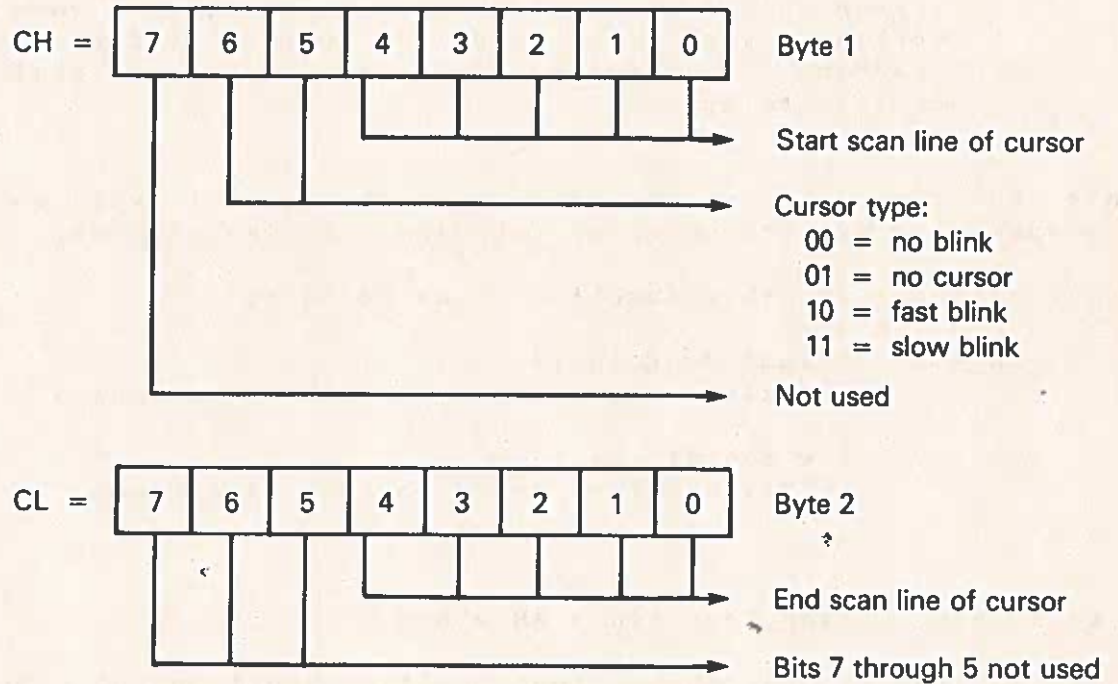 CH = 7 6 5 4 3 2 1 0 Byte 1
Start scan line of cursor
Cursor type:
00 = no blink
01 = no cursor
10 = fast blink
11 = slow blink
Not used
CL = 7 6 5 4 3 2 1 0 Byte 2
End scan line of cursor
Bits 7 through 5 not used